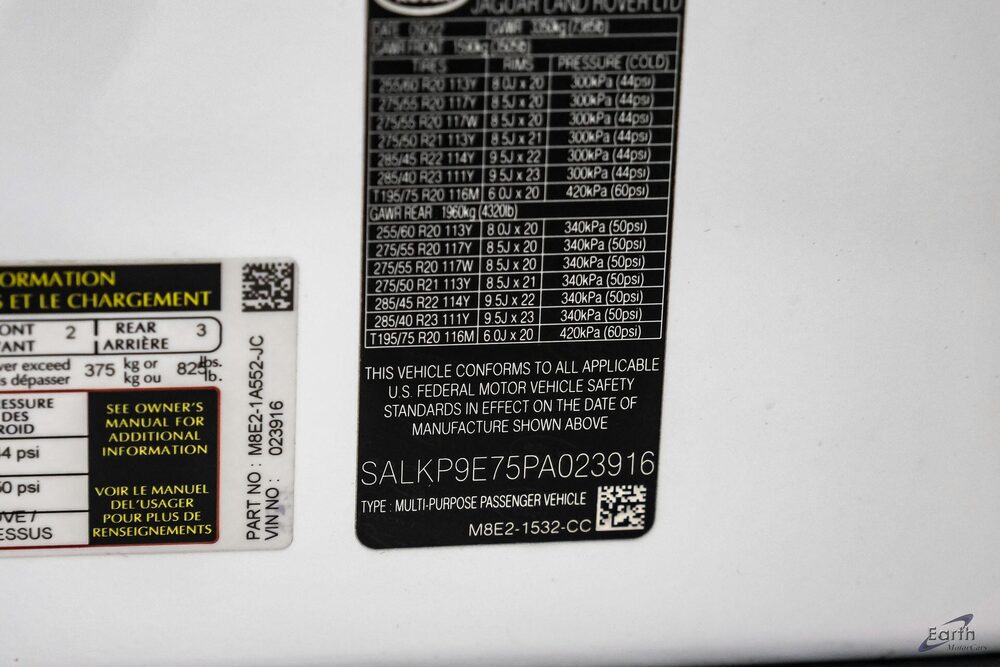 JAGUAR LAND ROVER LTD
DATE 09/22 GVWR 3350kg (7385lb)
GAWR FRONT 1590kg (3505lb)
TIRES RIMS PRESSURE (COLD)
255/60 R20 113Y 8.0J x 20 300kPa (44psi)
275/55 R20 117Y 8.5J x 20 300kPa (44psi)
275/55 R20 117W 8.5J x 20 300kPa (44psi)
275/50 R21 113Y 8.5J x 21 300kPa (44psi)
285/45 R22 114Y 9.5J x 22 300kPa (44psi)
285/40 R23 111Y 9.5J x 23 300kPa (44psi)
T195/75 R20 116M 6.0J x 20 420kPa (60psi)
GAWR REAR 1960kg (4320lb)
255/60 R20 113Y 8.0J x 20 340kPa (50psi)
275/55 R20 117Y 8.5J x 20 340kPa (50psi)
275/55 R20 117W 8.5J x 20 340kPa (50psi)
275/50 R21 113Y 8.5J x 21 340kPa (50psi)
285/45 R22 114Y 9.5J x 22 340kPa (50psi)
285/40 R23 111Y 9.5J x 23 340kPa (50psi)
T195/75 R20 116M 6.0J x 20 420kPa (60psi)
THIS VEHICLE CONFORMS TO ALL APPLICABLE
U.S. FEDERAL MOTOR VEHICLE SAFETY
STANDARDS IN EFFECT ON THE DATE OF
MANUFACTURE SHOWN ABOVE
SALKP9E75PA023916
TYPE : MULTI-PURPOSE PASSENGER VEHICLE
M8E2-1532-CC
ORMATION
S ET LE CHARGEMENT
ONT 2 REAR 3
ANT ARRIÈRE
ver exceed 375 kg or 825 lbs.
s dépasser kg ou lb.
ESSURE
DES
ROID
44 psi
50 psi
UVE /
ESSUS
SEE OWNER'S
MANUAL FOR
ADDITIONAL
INFORMATION
VOIR LE MANUEL
DEL'USAGER
POUR PLUS DE
RENSEIGNEMENTS
PART NO : M8E2-1A552-JC
VIN NO : 023916
Earth
MotorCars